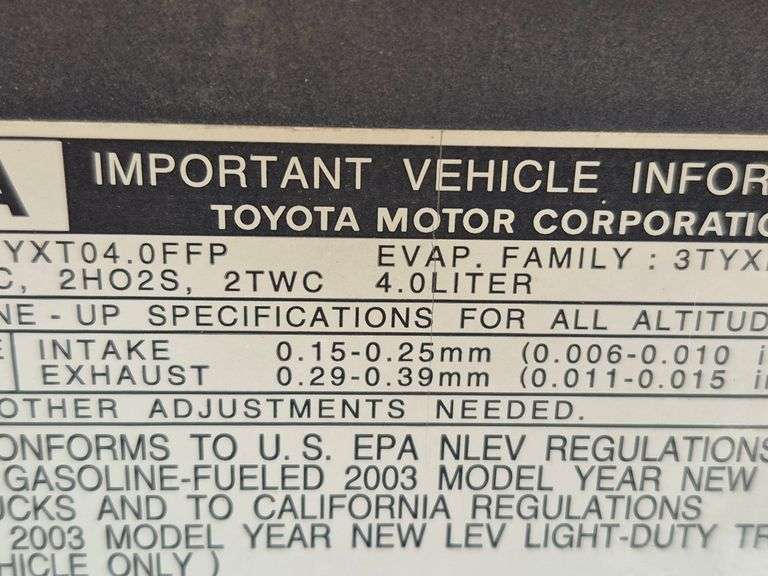 A IMPORTANT VEHICLE INFOR
TOYOTA MOTOR CORPORATIO
YXT04.0FFP EVAP. FAMILY : 3TYX
C, 2HO2S, 2TWC 4.0LITER
NE - UP SPECIFICATIONS FOR ALL ALTITUD
E INTAKE 0.15-0.25mm (0.006-0.010 i
EXHAUST 0.29-0.39mm (0.011-0.015 i
OTHER ADJUSTMENTS NEEDED.
ONFORMS TO U.S. EPA NLEV REGULATIONS
GASOLINE-FUELED 2003 MODEL YEAR NEW
UCKS AND TO CALIFORNIA REGULATIONS
2003 MODEL YEAR NEW LEV LIGHT-DUTY TR
EHICLE ONLY )